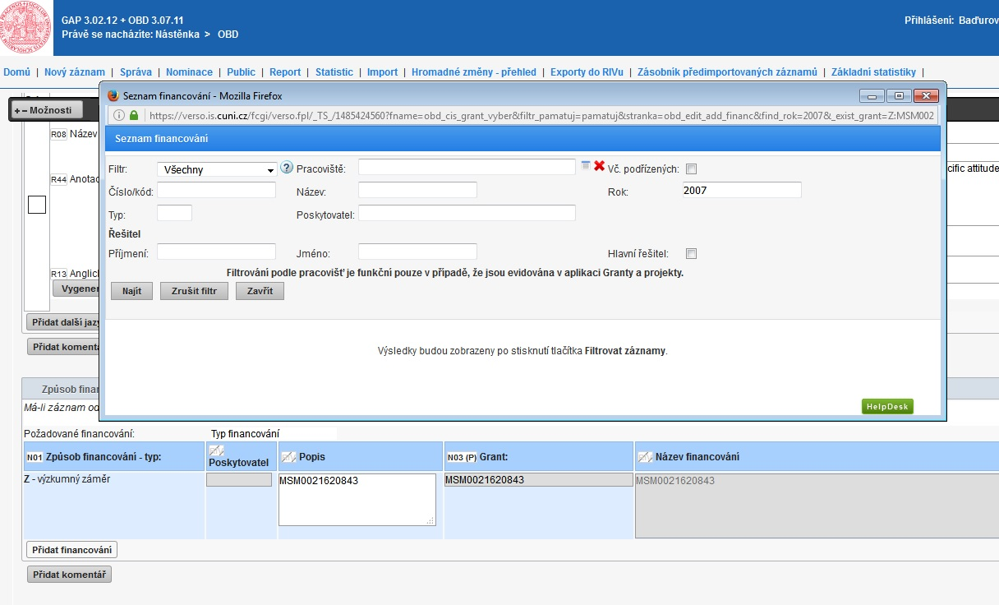 GAP 3.02.12 + OBD 3.07.11
Právě se nacházíte: Nástěnka > OBD
Přihlášení: Baďurov
Domů | Nový záznam | Správa | Nominace | Public | Report | Statistic | Import | Hromadné změny - přehled | Exporty do RIVu | Zásobník předimportovaných záznamů | Základní statistiky |
Možnosti
Seznam financování - Mozilla Firefox
https://verso.is.cuni.cz/fcgi/verso.fpl/_TS_/1485424560?fname=obd_cis_grant_vyber&filtr_pamatuj=pamatuj&stranka=obd_edit_add_financ&find_rok=2007&_exist_grant=Z:MSM002
Seznam financování
R08 Název
R44 Anotac
cific attitude
Filtr: Všechny Pracoviště: Vč. podřízených:
Číslo/kód: Název: Rok: 2007
Typ: Poskytovatel:
Řešitel
Příjmení: Jméno: Hlavní řešitel:
Filtrování podle pracovišť je funkční pouze v případě, že jsou evidována v aplikaci Granty a projekty.
Najít Zrušit filtr Zavřít
R13 Anglick
Vygener
Přidat další jazy
Přidat komenta
Výsledky budou zobrazeny po stisknutí tlačítka Filtrovat záznamy.
HelpDesk
Způsob finan
Má-li záznam od
Požadované financování: Typ financování
N01 Způsob financování - typ: Poskytovatel Popis N03 (P) Grant: Název financování
Z - výzkumný záměr MSM0021620843 MSM0021620843 MSM0021620843
Přidat financování
Přidat komentář